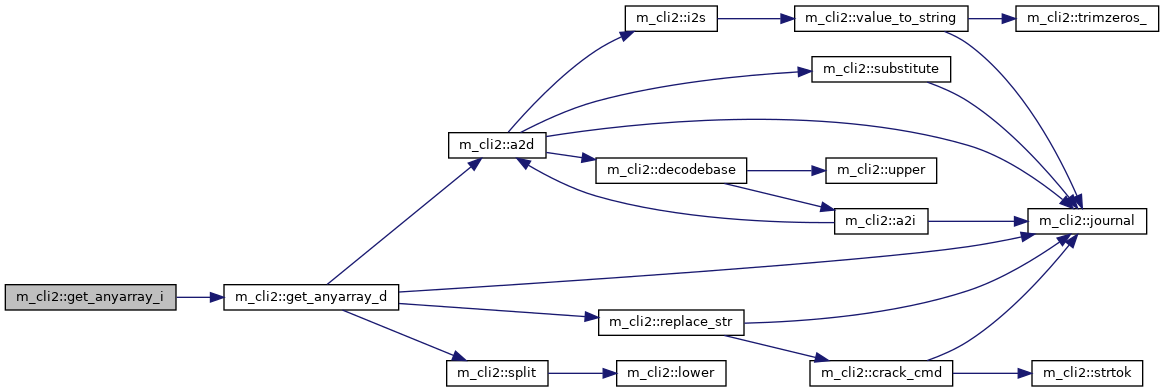 m_cli2::i2s
m_cli2::value_to_string
m_cli2::trimzeros_
m_cli2::substitute
m_cli2::a2d
m_cli2::decodebase
m_cli2::upper
m_cli2::a2i
m_cli2::journal
m_cli2::get_anyarray_i
m_cli2::get_anyarray_d
m_cli2::replace_str
m_cli2::split
m_cli2::lower
m_cli2::crack_cmd
m_cli2::strtok